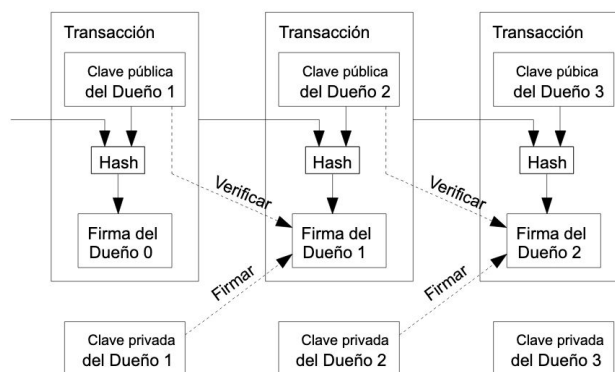 Transacción
Clave pública
del Dueño 1
Hash
Firma del
Dueño 0
Verificar
Firmar
Clave privada
del Dueño 1
Transacción
Clave pública
del Dueño 2
Hash
Firma del
Dueño 1
Verificar
Firmar
Clave privada
del Dueño 2
Transacción
Clave púbica
del Dueño 3
Hash
Firma del
Dueño 2
Clave privada
del Dueño 3